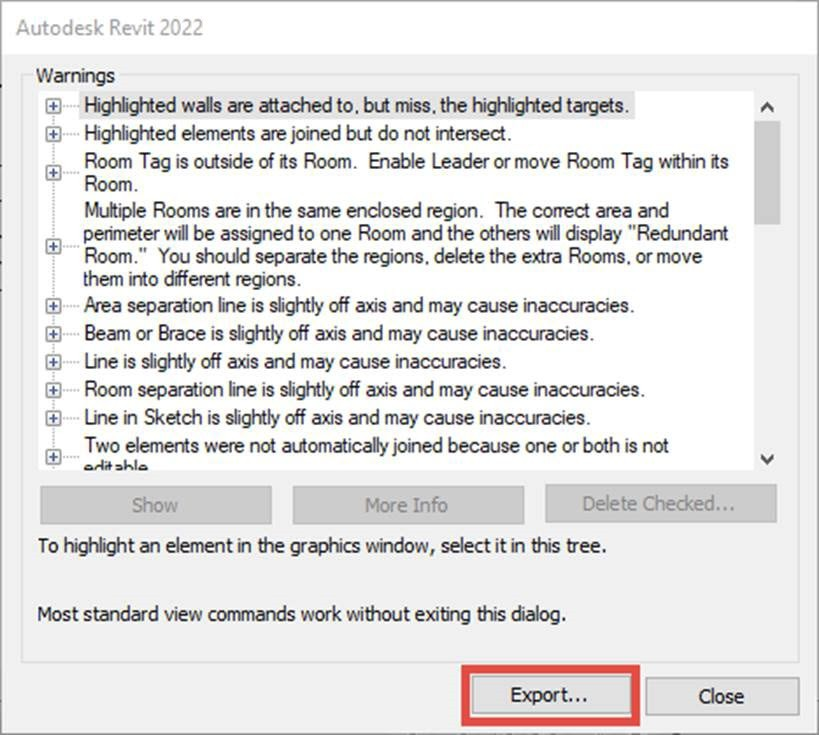 Autodesk Revit 2022
Warnings
Highlighted walls are attached to, but miss, the highlighted targets.
Highlighted elements are joined but do not intersect.
Room Tag is outside of its Room.  Enable Leader or move Room Tag within its
Room.
Multiple Rooms are in the same enclosed region.  The correct area and
perimeter will be assigned to one Room and the others will display "Redundant
Room."  You should separate the regions, delete the extra Rooms, or move
them into different regions.
Area separation line is slightly off axis and may cause inaccuracies.
Beam or Brace is slightly off axis and may cause inaccuracies.
Line is slightly off axis and may cause inaccuracies.
Room separation line is slightly off axis and may cause inaccuracies.
Line in Sketch is slightly off axis and may cause inaccuracies.
Two elements were not automatically joined because one or both is not
editable
Show More Info Delete Checked...
To highlight an element in the graphics window, select it in this tree.
Most standard view commands work without exiting this dialog.
Export... Close